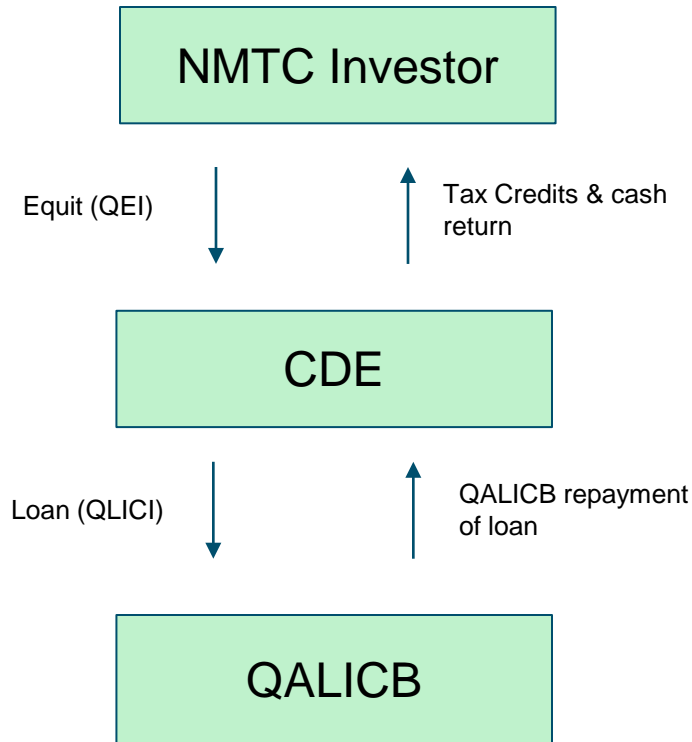 NMTC Investor
Equit (QEI)
Tax Credits & cash
return
CDE
Loan (QLICI)
QALICB repayment
of loan
QALICB